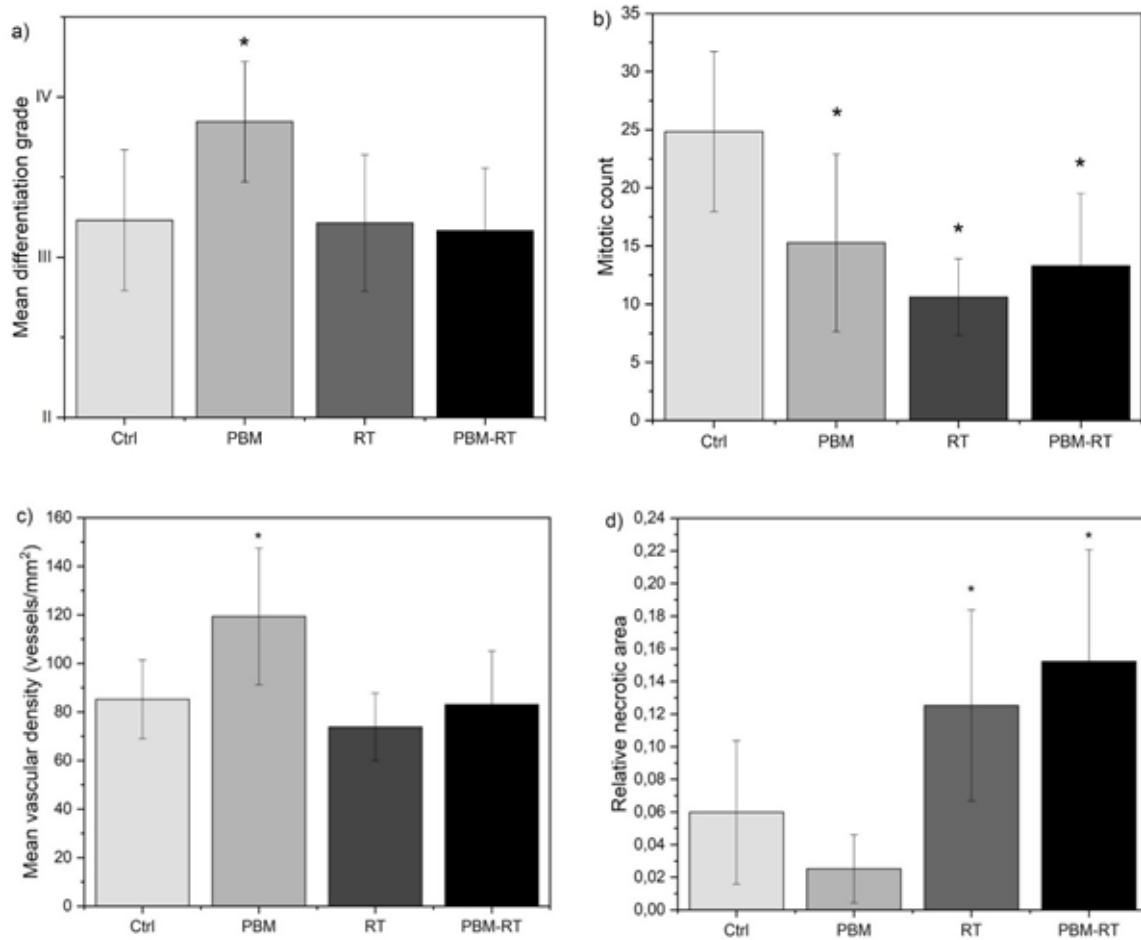 a)
*
Mean differentiation grade
IV
III
II
Ctrl PBM RT PBM-RT
b)
*
*
*
Mitotic count
40
35
30
25
20
15
10
5
0
Ctrl PBM RT PBM-RT
c)
*
Mean vascular density (vessels/mm²)
160
140
120
100
80
60
40
20
0
Ctrl PBM RT PBM-RT
d)
*
*
Relative necrotic area
0,24
0,22
0,20
0,18
0,16
0,14
0,12
0,10
0,08
0,06
0,04
0,02
0,00
Ctrl PBM RT PBM-RT